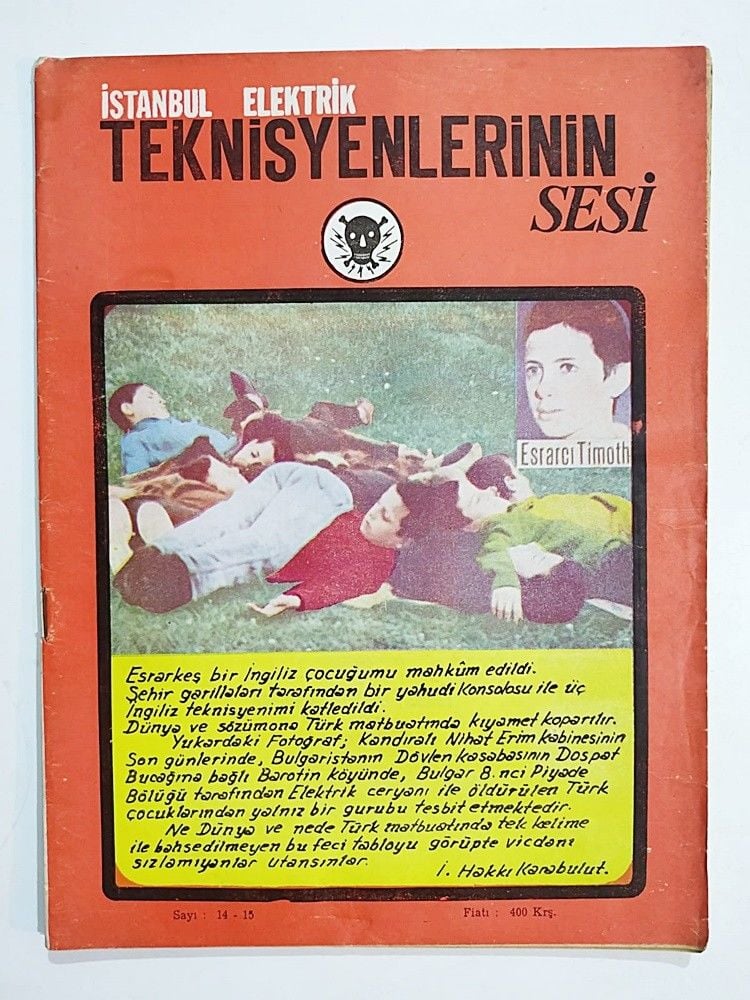 İSTANBUL ELEKTRİK
TEKNİSYENLERİNİN
SESİ
Esrarcı Timoth
Esrarkeş bir İngiliz çocuğumu mahkûm edildi.
Şehir gerillaları tarafından bir yahudi konsolosu ile üç
İngiliz teknisyenimi katledildi.
Dünya ve sözümona Türk matbuatında kıyamet koparılır.
Yukardaki Fotoğraf; Kandıralı Nihat Erim kabinesinin
Son günlerinde, Bulgaristanın Dövlen kasabasının Dospat
Bucağına bağlı Barotin köyünde, Bulgar 8.nci Piyade
Bölüğü tarafından Elektrik ceryanı ile öldürülen Türk
çocuklarından yalnız bir gurubu tesbit etmektedir.
Ne Dünya ve nede Türk matbuatında tek kelime
ile bahsedilmeyen bu feci tabloyu görüpte vicdanı
sızlamıyanlar utansınlar.
İ. Hakkı Karabulut.
Sayı : 14 - 15
Fiatı : 400 Krş.